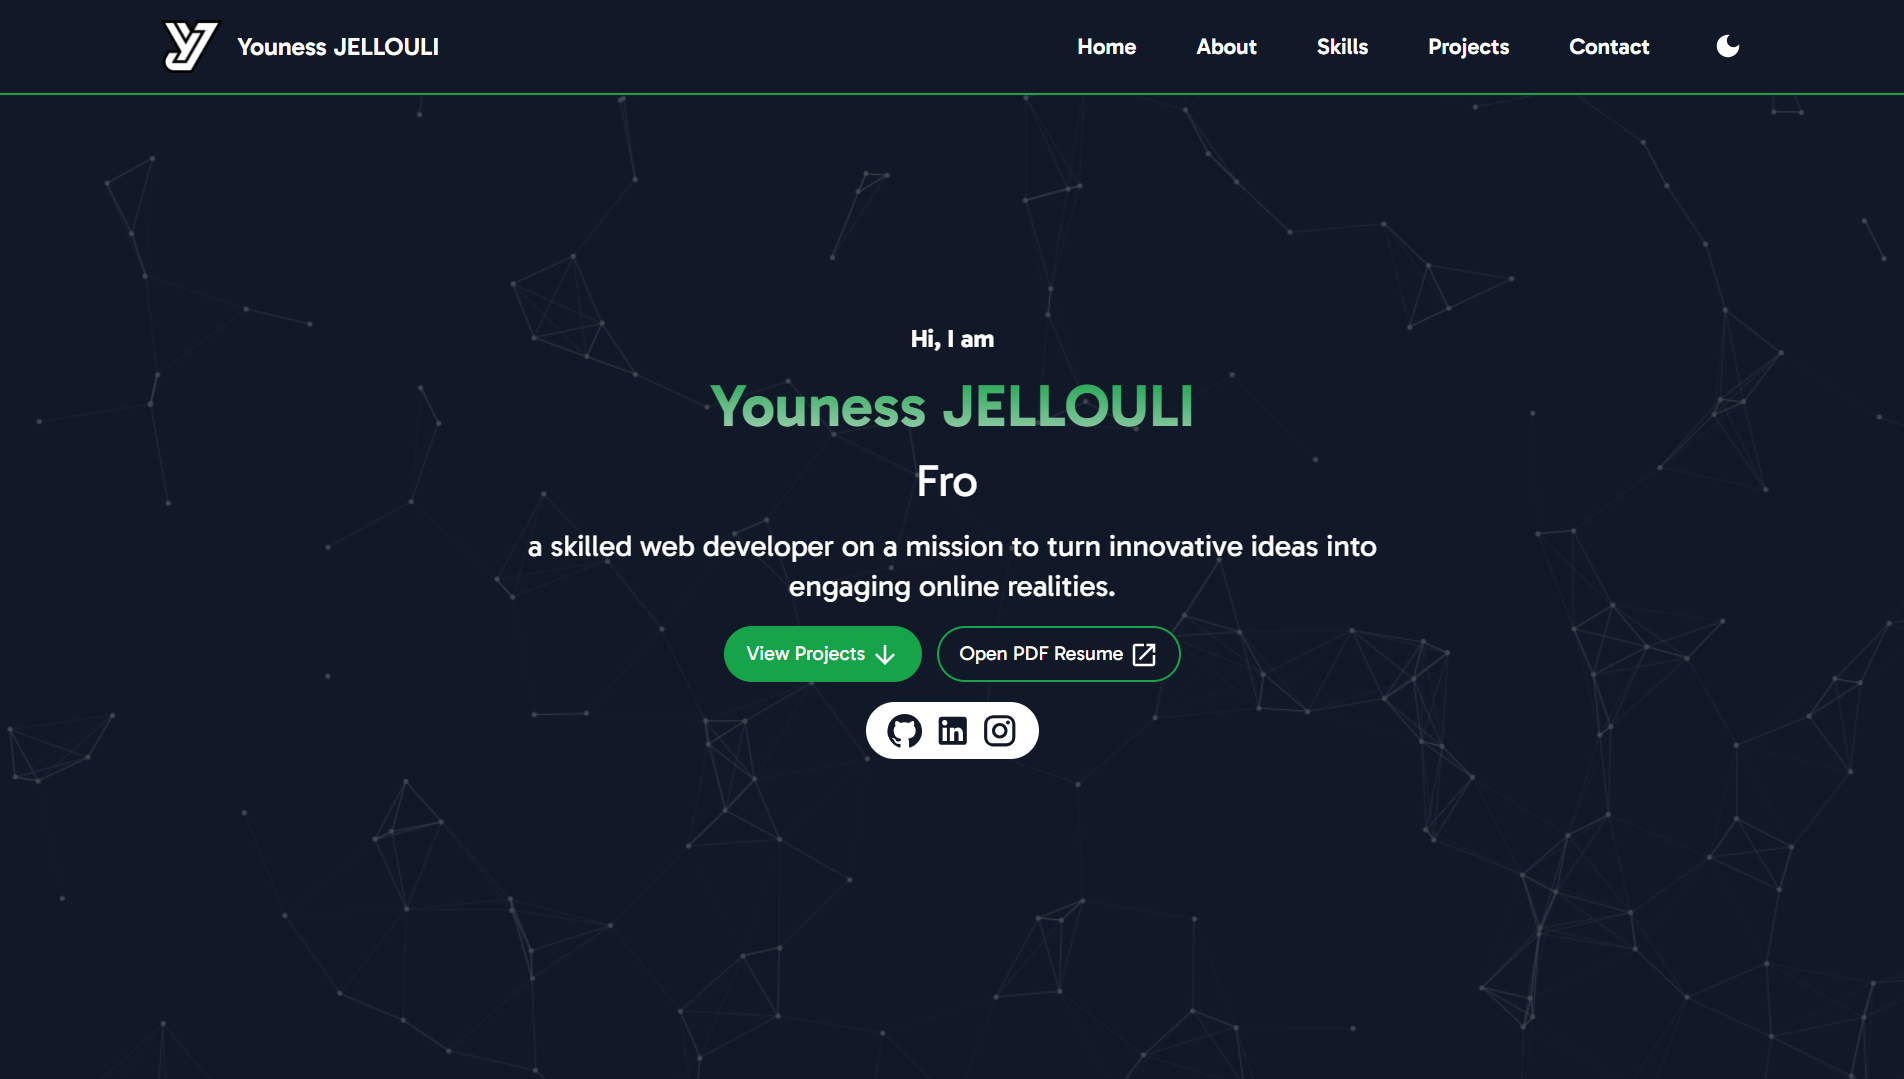 Youness JELLOULI
Home About Skills Projects Contact
Hi, I am
Youness JELLOULI
Fro
a skilled web developer on a mission to turn innovative ideas into
engaging online realities.
View Projects Open PDF Resume